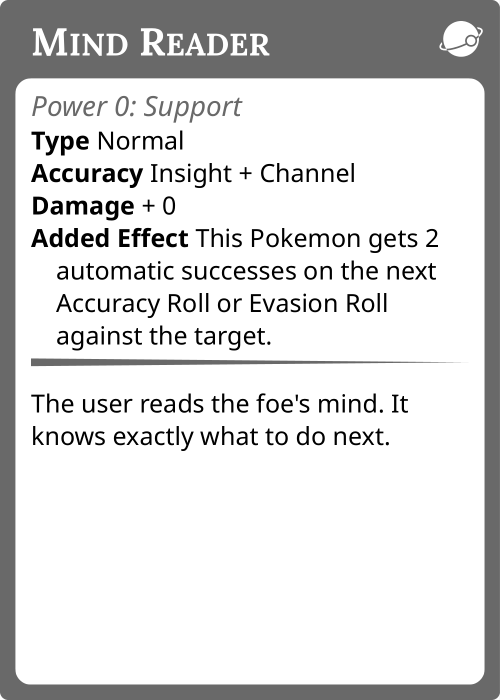 Mind Reader
Power 0: Support
Type Normal
Accuracy Insight + Channel
Damage + 0
Added Effect This Pokemon gets 2
automatic successes on the next
Accuracy Roll or Evasion Roll
against the target.
The user reads the foe's mind. It
knows exactly what to do next.